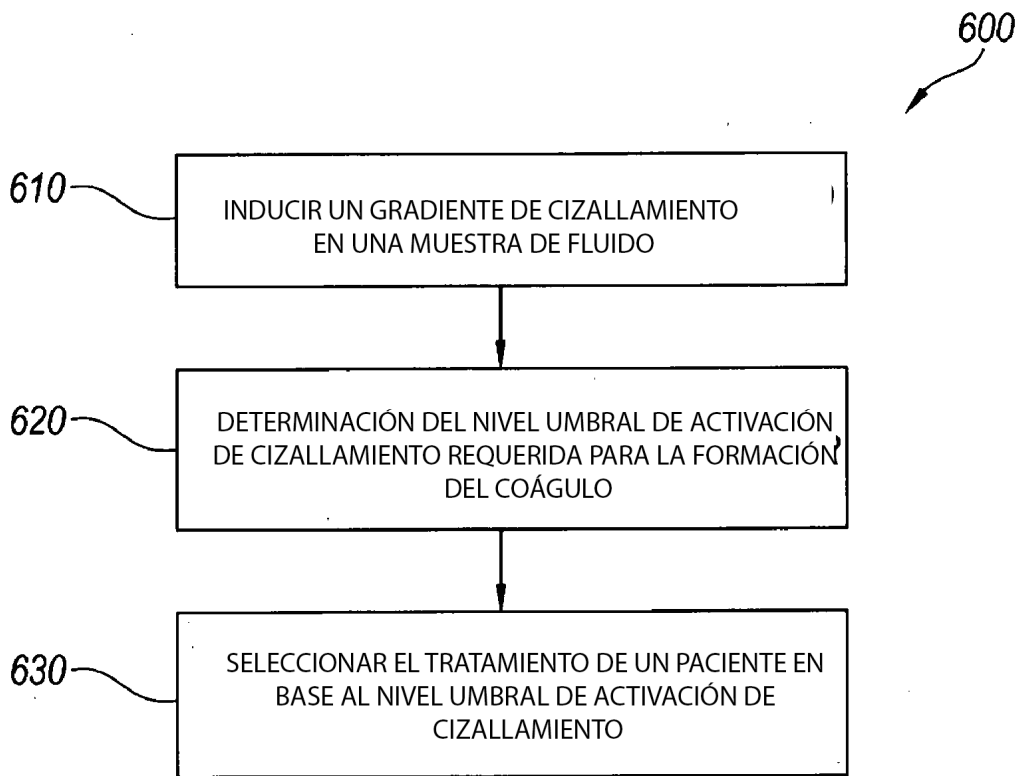 600
610
INDUCIR UN GRADIENTE DE CIZALLAMIENTO
EN UNA MUESTRA DE FLUIDO
620
DETERMINACIÓN DEL NIVEL UMBRAL DE ACTIVACIÓN
DE CIZALLAMIENTO REQUERIDA PARA LA FORMACIÓN
DEL COÁGULO
630
SELECCIONAR EL TRATAMIENTO DE UN PACIENTE EN
BASE AL NIVEL UMBRAL DE ACTIVACIÓN DE
CIZALLAMIENTO